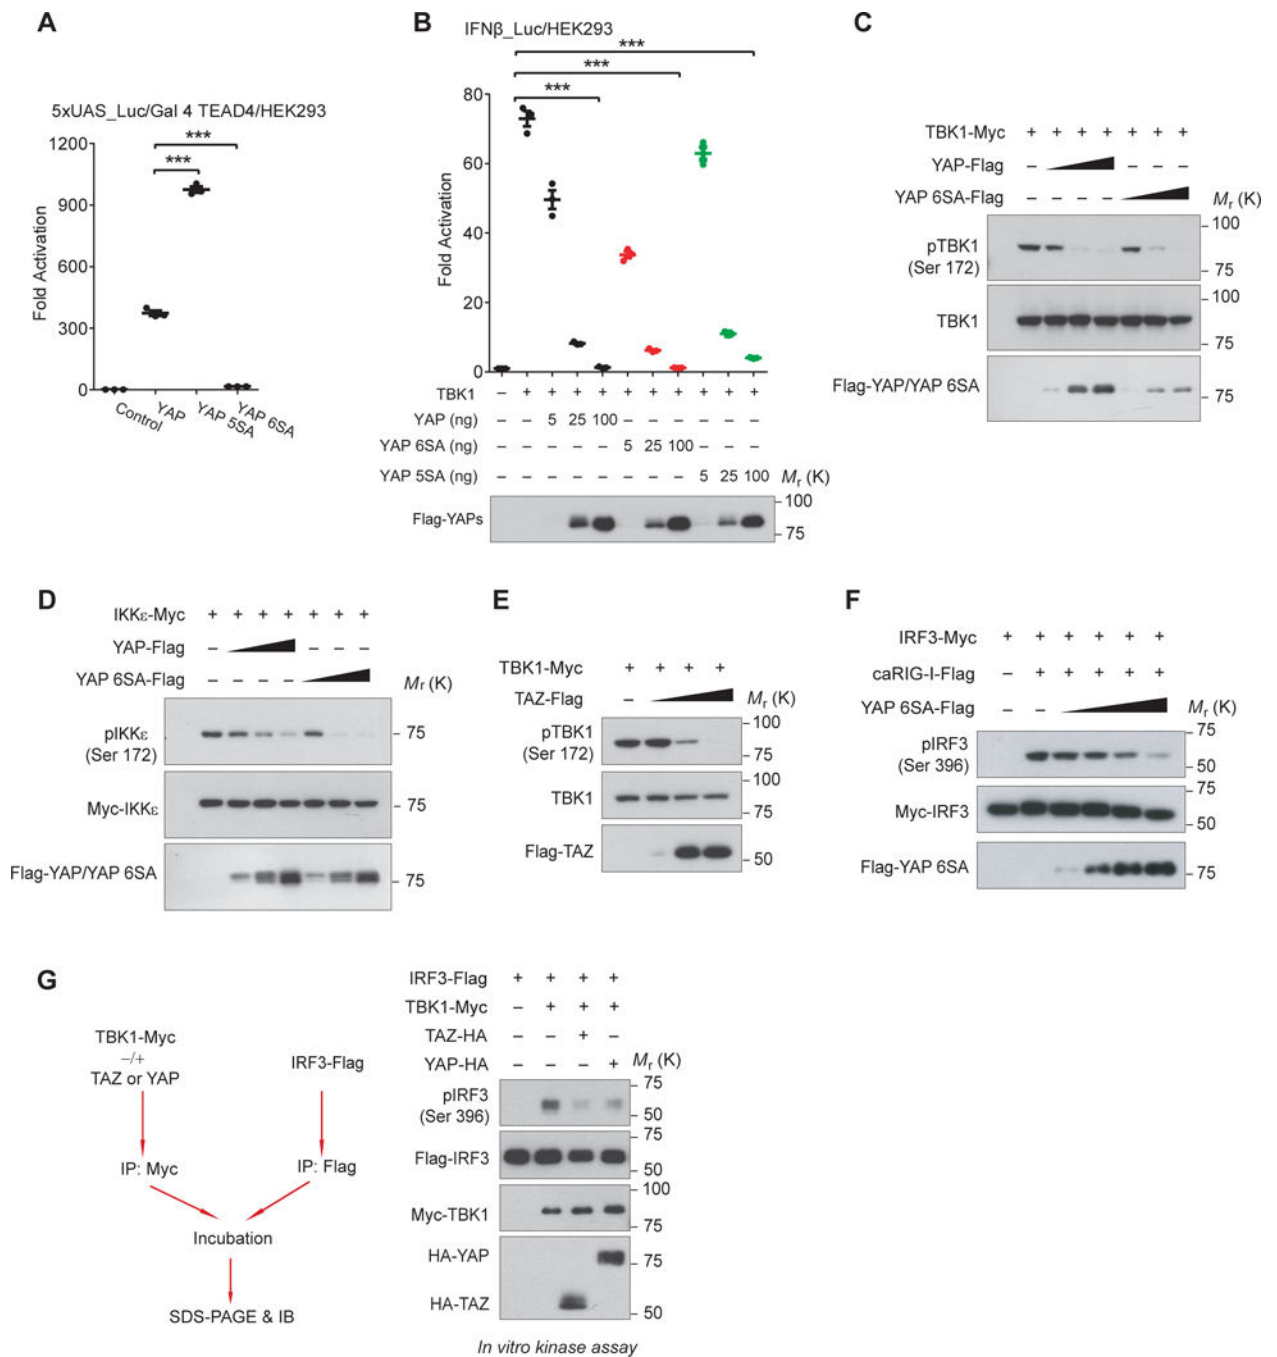 A
5xUAS_Luc/Gal 4 TEAD4/HEK293
***
***
Fold Activation
1200
900
600
300
0
Control
YAP
YAP 5SA
YAP 6SA
B
IFNβ_Luc/HEK293
***
***
***
Fold Activation
80
60
40
20
0
TBK1 – + + + + + + + + + +
YAP (ng) – – 5 25 100 – – – – – –
YAP 6SA (ng) – – – – – 5 25 100 – – –
YAP 5SA (ng) – – – – – – – – 5 25 100 Mr (K)
Flag-YAPs
100
75
C
TBK1-Myc + + + + + + +
YAP-Flag – – – –
YAP 6SA-Flag – – – – Mr (K)
pTBK1
(Ser 172)
100
75
TBK1
100
75
Flag-YAP/YAP 6SA
75
D
IKKε-Myc + + + + + + +
YAP-Flag – – – –
YAP 6SA-Flag – – – – Mr (K)
pIKKε
(Ser 172)
75
Myc-IKKε
75
Flag-YAP/YAP 6SA
75
E
TBK1-Myc + + + +
TAZ-Flag – Mr (K)
pTBK1
(Ser 172)
100
75
TBK1
100
75
Flag-TAZ
50
F
IRF3-Myc + + + + + +
caRIG-I-Flag – + + + + +
YAP 6SA-Flag – – Mr (K)
pIRF3
(Ser 396)
75
50
Myc-IRF3
75
50
Flag-YAP 6SA
75
G
TBK1-Myc
–/+
TAZ or YAP
IRF3-Flag
IP: Myc
IP: Flag
Incubation
SDS-PAGE & IB
IRF3-Flag + + + +
TBK1-Myc – + + +
TAZ-HA – – + –
YAP-HA – – – + Mr (K)
pIRF3
(Ser 396)
75
50
Flag-IRF3
75
50
Myc-TBK1
100
75
HA-YAP
75
HA-TAZ
50
In vitro kinase assay